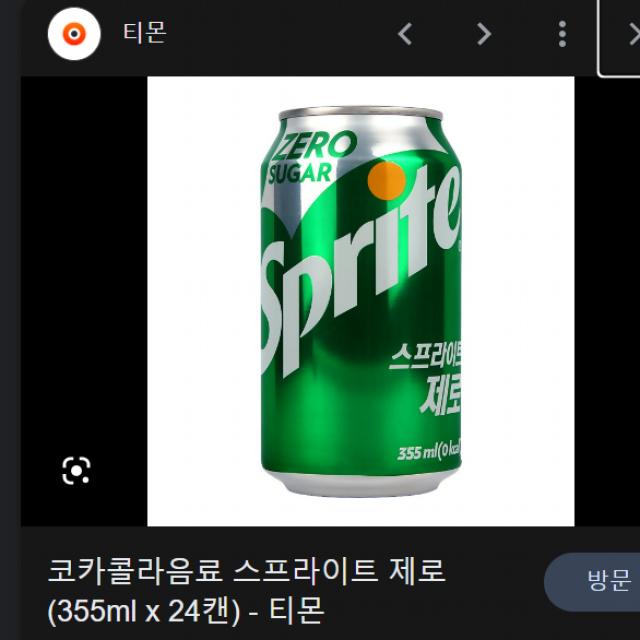 티몬
ZERO
SUGAR
Sprite
스프라이트
제로
355 ml(0 kcal
코카콜라음료 스프라이트 제로
방문
(355ml x 24캔) - 티몬